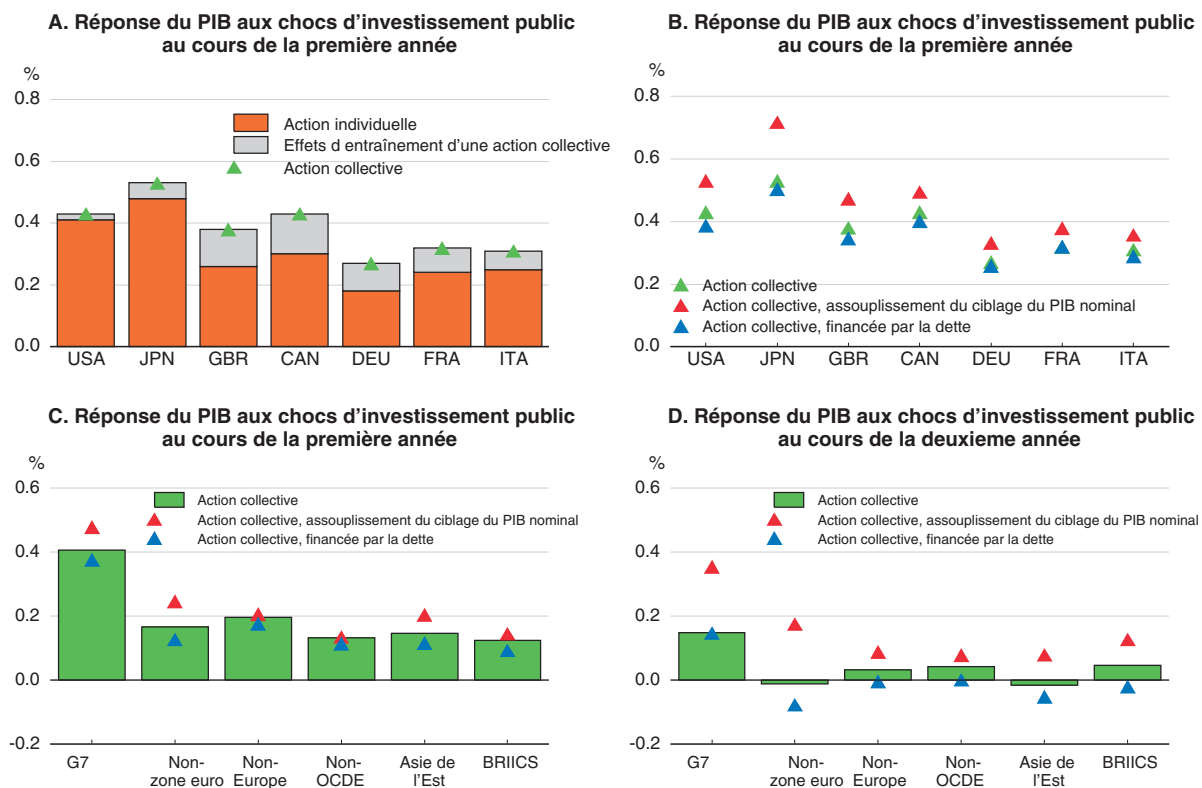 A. Réponse du PIB aux chocs d'investissement public
au cours de la première année
%
0.8
0.6
0.4
0.2
0.0
Action individuelle
Effets d entraînement d'une action collective
Action collective
USA JPN GBR CAN DEU FRA ITA
B. Réponse du PIB aux chocs d'investissement public
au cours de la première année
%
0.8
0.6
0.4
0.2
0.0
Action collective
Action collective, assouplissement du ciblage du PIB nominal
Action collective, financée par la dette
USA JPN GBR CAN DEU FRA ITA
C. Réponse du PIB aux chocs d'investissement public
au cours de la première année
%
0.6
0.4
0.2
0.0
-0.2
Action collective
Action collective, assouplissement du ciblage du PIB nominal
Action collective, financée par la dette
G7 Non- Non- Non- Asie de BRIICS
zone euro Europe OCDE l'Est
D. Réponse du PIB aux chocs d'investissement public
au cours de la deuxieme année
%
0.6
0.4
0.2
0.0
-0.2
Action collective
Action collective, assouplissement du ciblage du PIB nominal
Action collective, financée par la dette
G7 Non- Non- Non- Asie de BRIICS
zone euro Europe OCDE l'Est